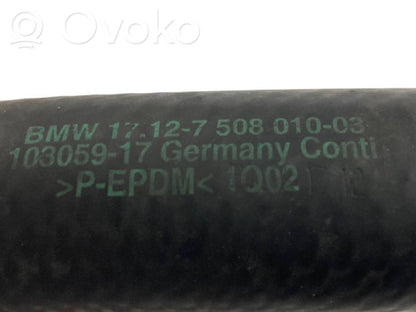 OVOKO
BMW 17.12-7 508 010-03
103059-17 Germany Conti
>P-EPDM< 1Q02